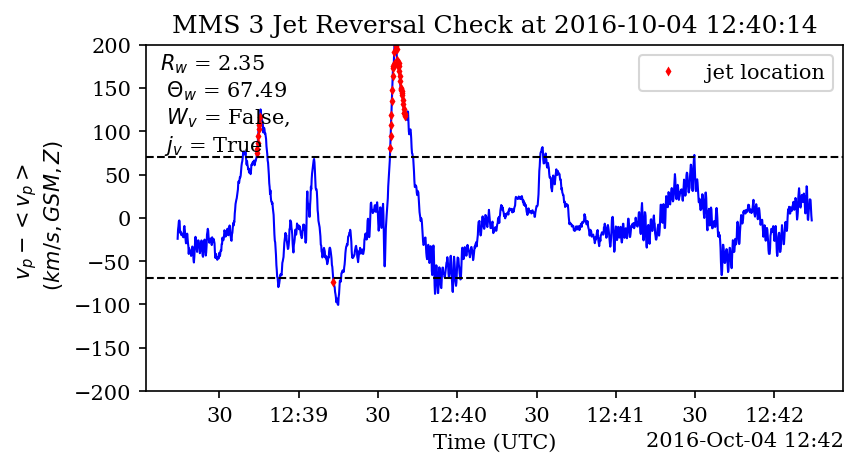 MMS 3 Jet Reversal Check at 2016-10-04 12:40:14
R_w = 2.35
Θ_w = 67.49
W_v = False,
j_v = True
jet location
v_p − < v_p >
(km/s, GSM, Z)
200
150
100
50
0
−50
−100
−150
−200
30
12:39
30
12:40
30
12:41
30
12:42
Time (UTC)
2016-Oct-04 12:42